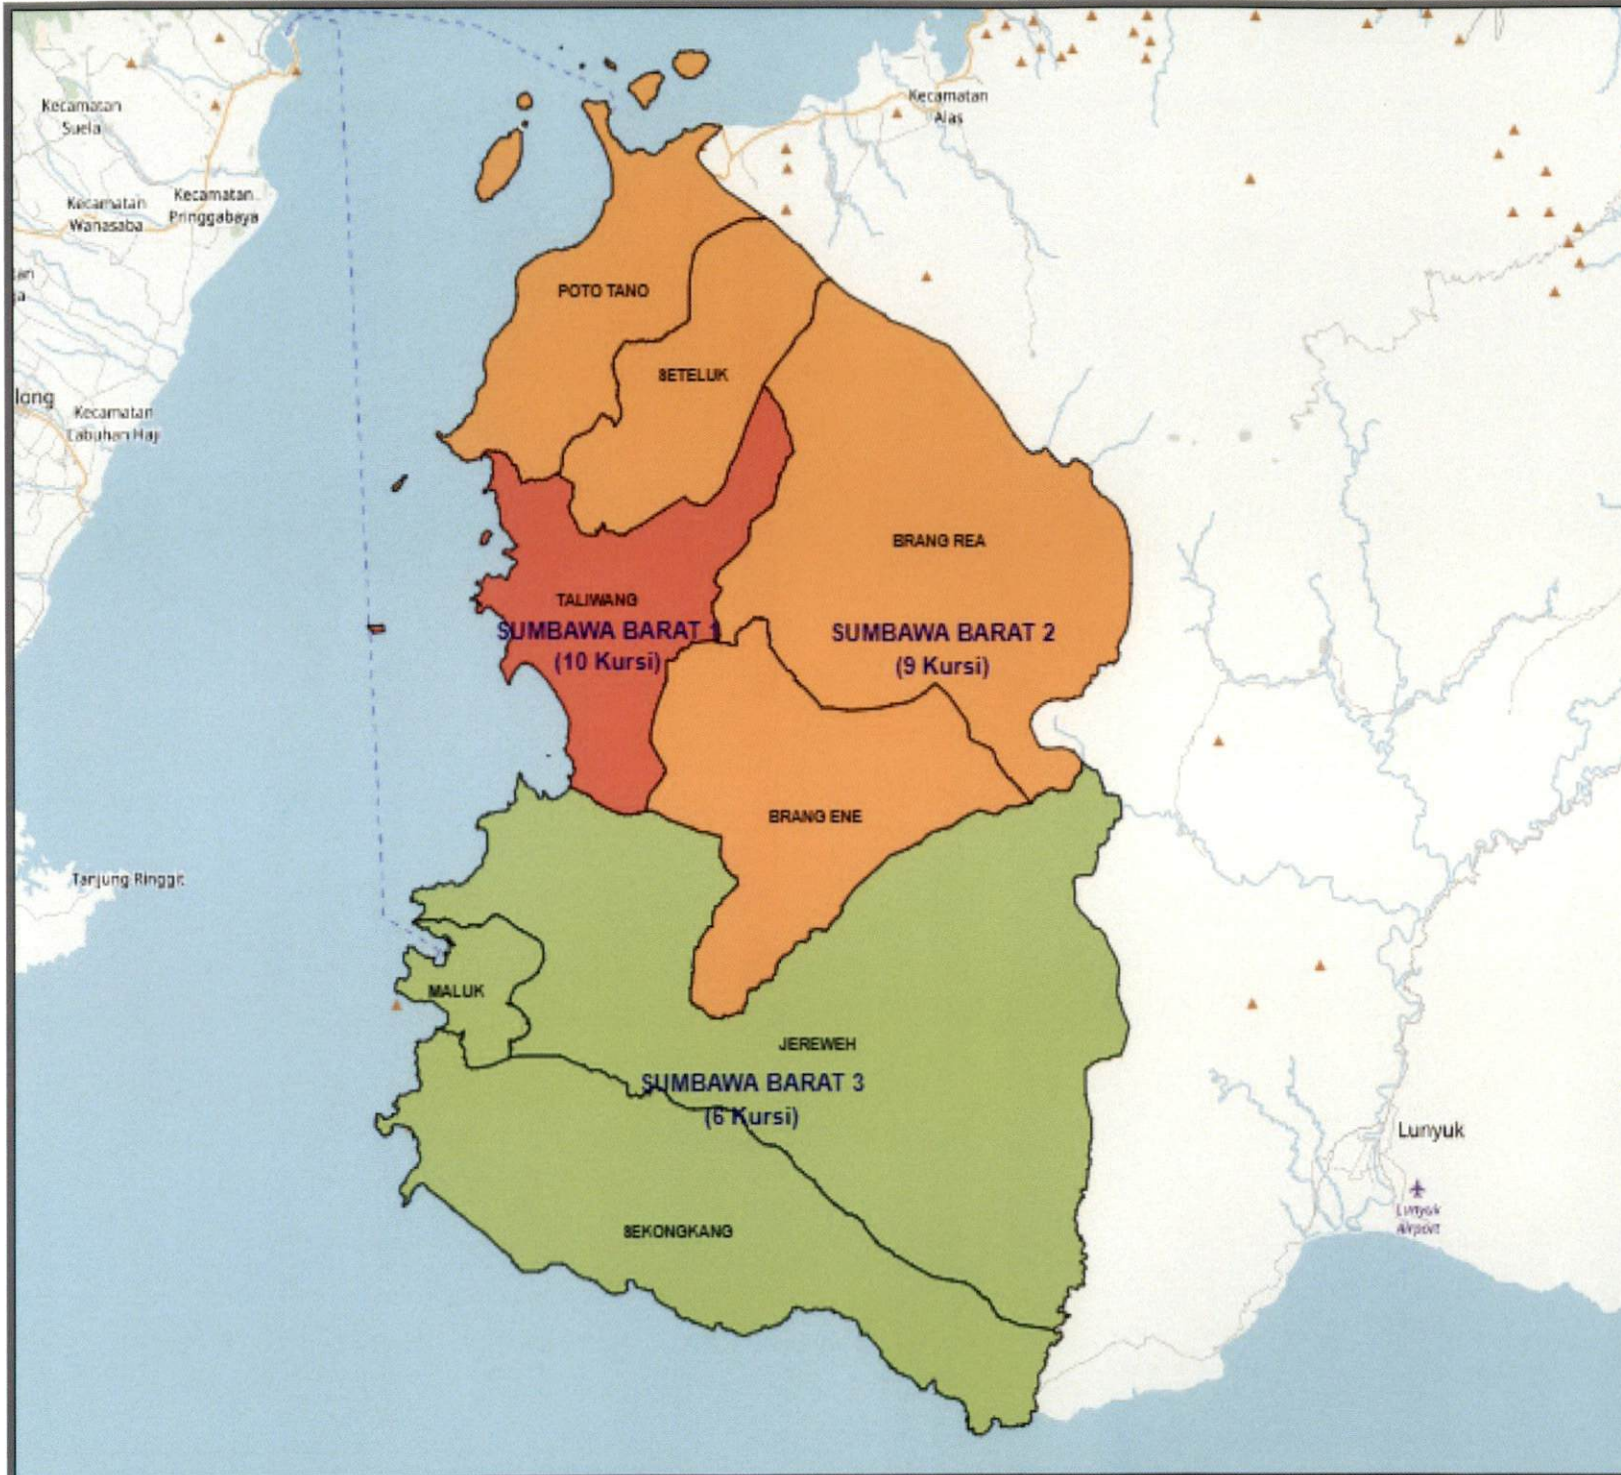 Kecamatan
Suela
Kecamatan
Alas
Kecamatan
Wanasaba
Kecamatan
Pringgabaya
POTO TANO
SETELUK
long
Kecamatan
Labuhan Haji
BRANG REA
TALIWANG
SUMBAWA BARAT 1
(10 Kursi)
SUMBAWA BARAT 2
(9 Kursi)
BRANG ENE
Tanjung Ringgit
MALUK
JEREWEH
SUMBAWA BARAT 3
(6 Kursi)
Lunyuk
Lunyuk
Airport
SEKONGKANG